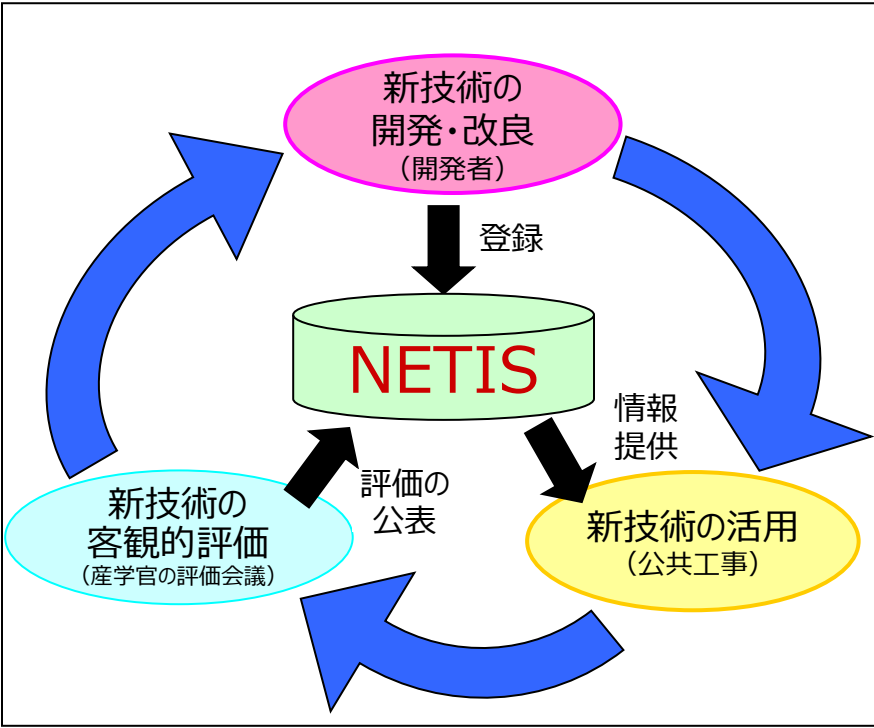 新技術の
開発・改良
（開発者）
登録
NETIS
情報
提供
評価の
公表
新技術の
客観的評価
（産学官の評価会議）
新技術の活用
（公共工事）